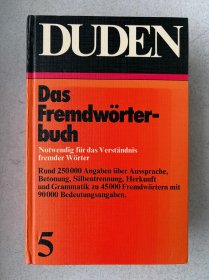 DUDEN
Das
Fremdwörter-
buch
Notwendig für das Verständnis
fremder Wörter
Rund 250000 Angaben über Aussprache,
Betonung, Silbentrennung, Herkunft
und Grammatik zu 45000 Fremdwörtern mit
90000 Bedeutungsangaben.
5